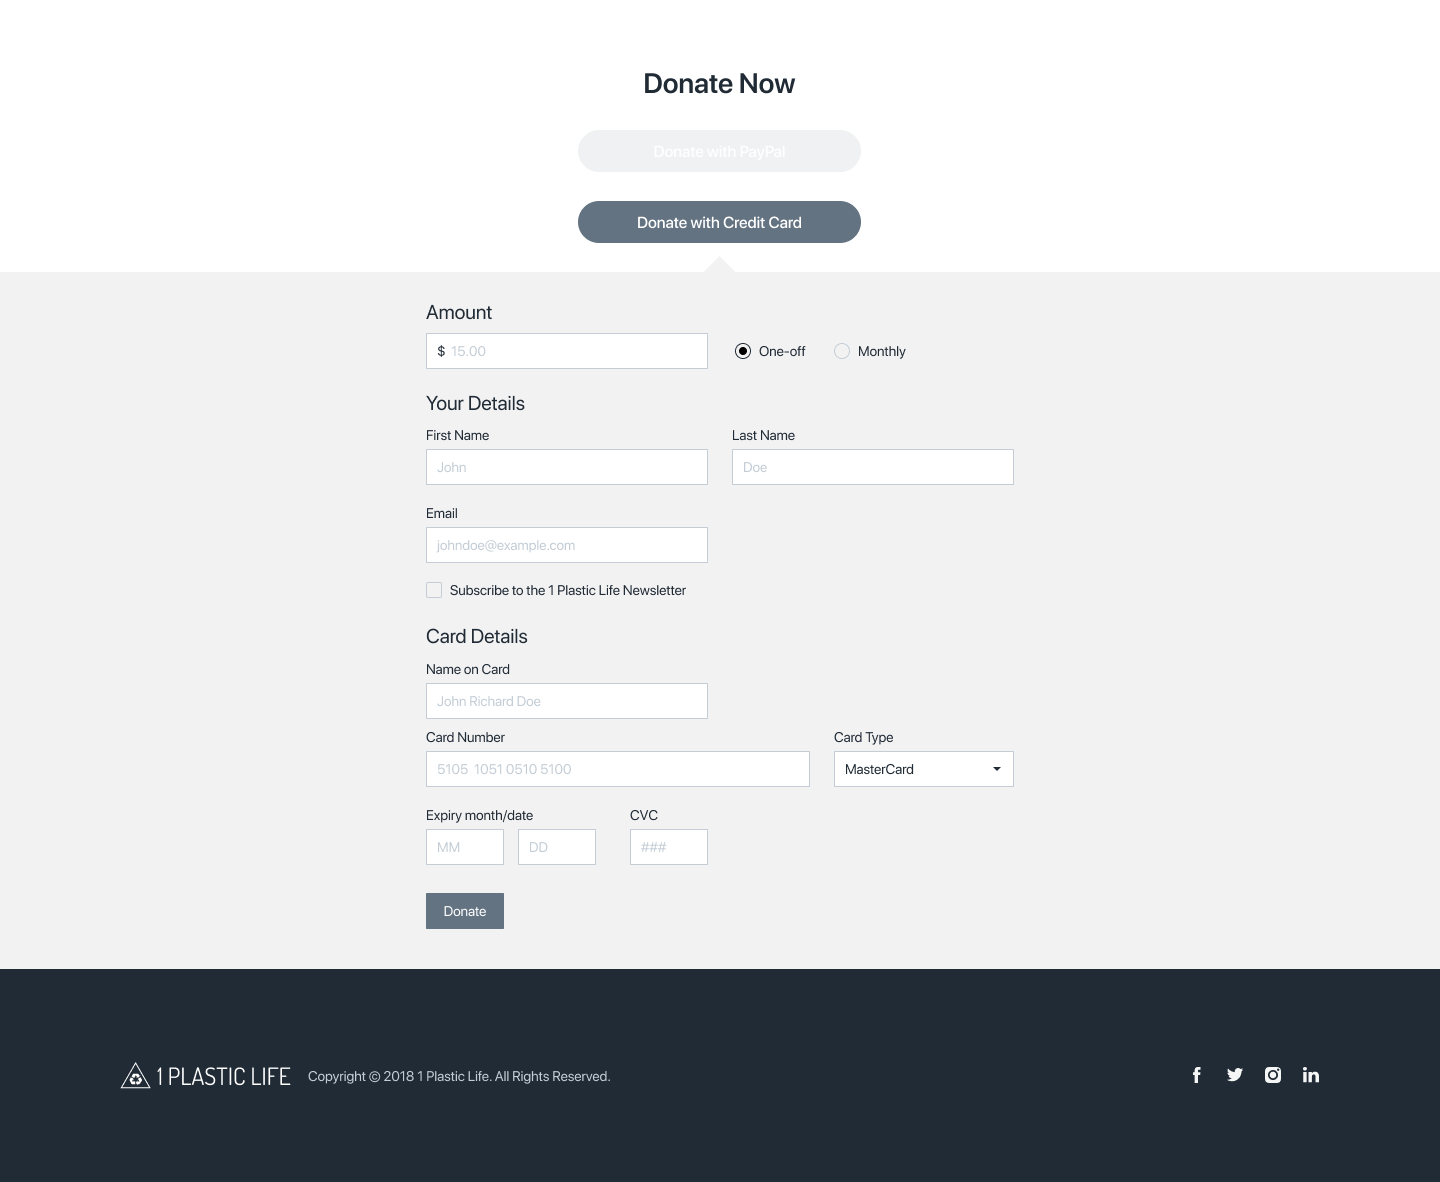 Donate Now
Donate with PayPal
Donate with Credit Card
Amount
$ 15.00
One-off
Monthly
Your Details
First Name
Last Name
John
Doe
Email
johndoe@example.com
Subscribe to the 1 Plastic Life Newsletter
Card Details
Name on Card
John Richard Doe
Card Number
Card Type
5105 1051 0510 5100
MasterCard
Expiry month/date
CVC
MM
DD
###
Donate
1 PLASTIC LIFE
Copyright © 2018 1 Plastic Life. All Rights Reserved.